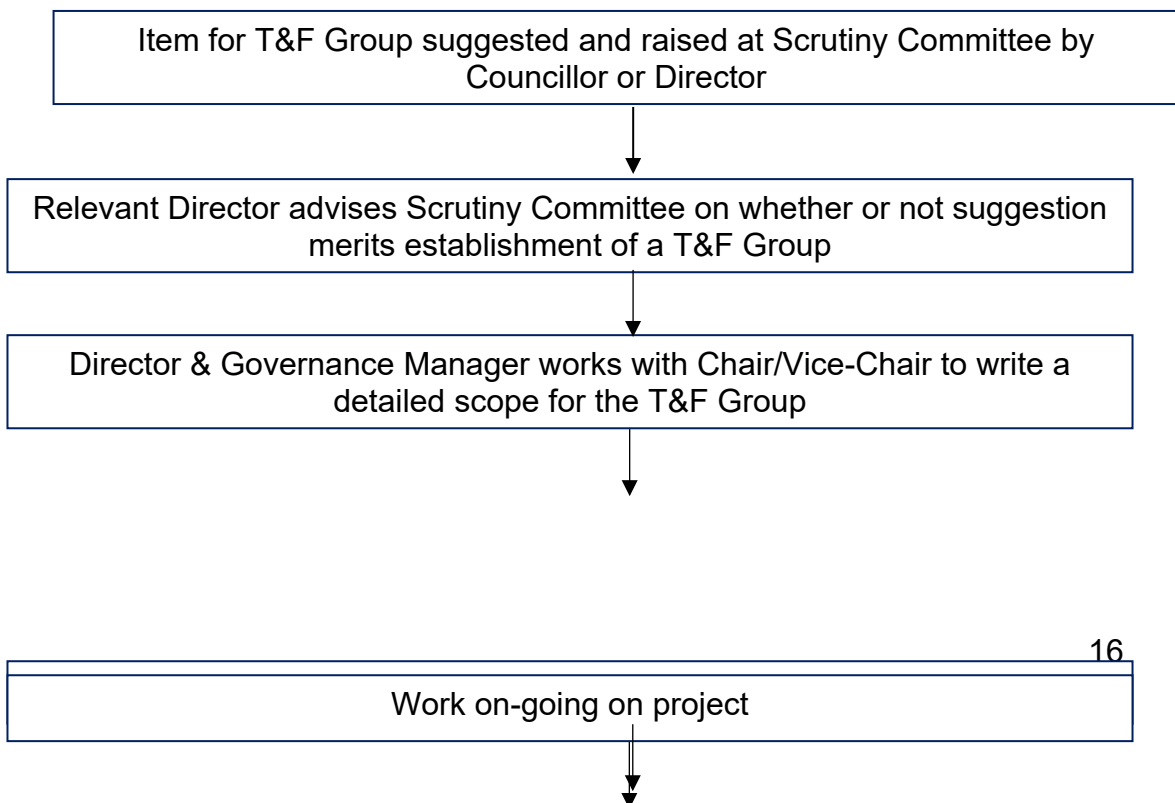 Item for T&F Group suggested and raised at Scrutiny Committee by
Councillor or Director
Relevant Director advises Scrutiny Committee on whether or not suggestion
merits establishment of a T&F Group
Director & Governance Manager works with Chair/Vice-Chair to write a
detailed scope for the T&F Group
16
Work on-going on project